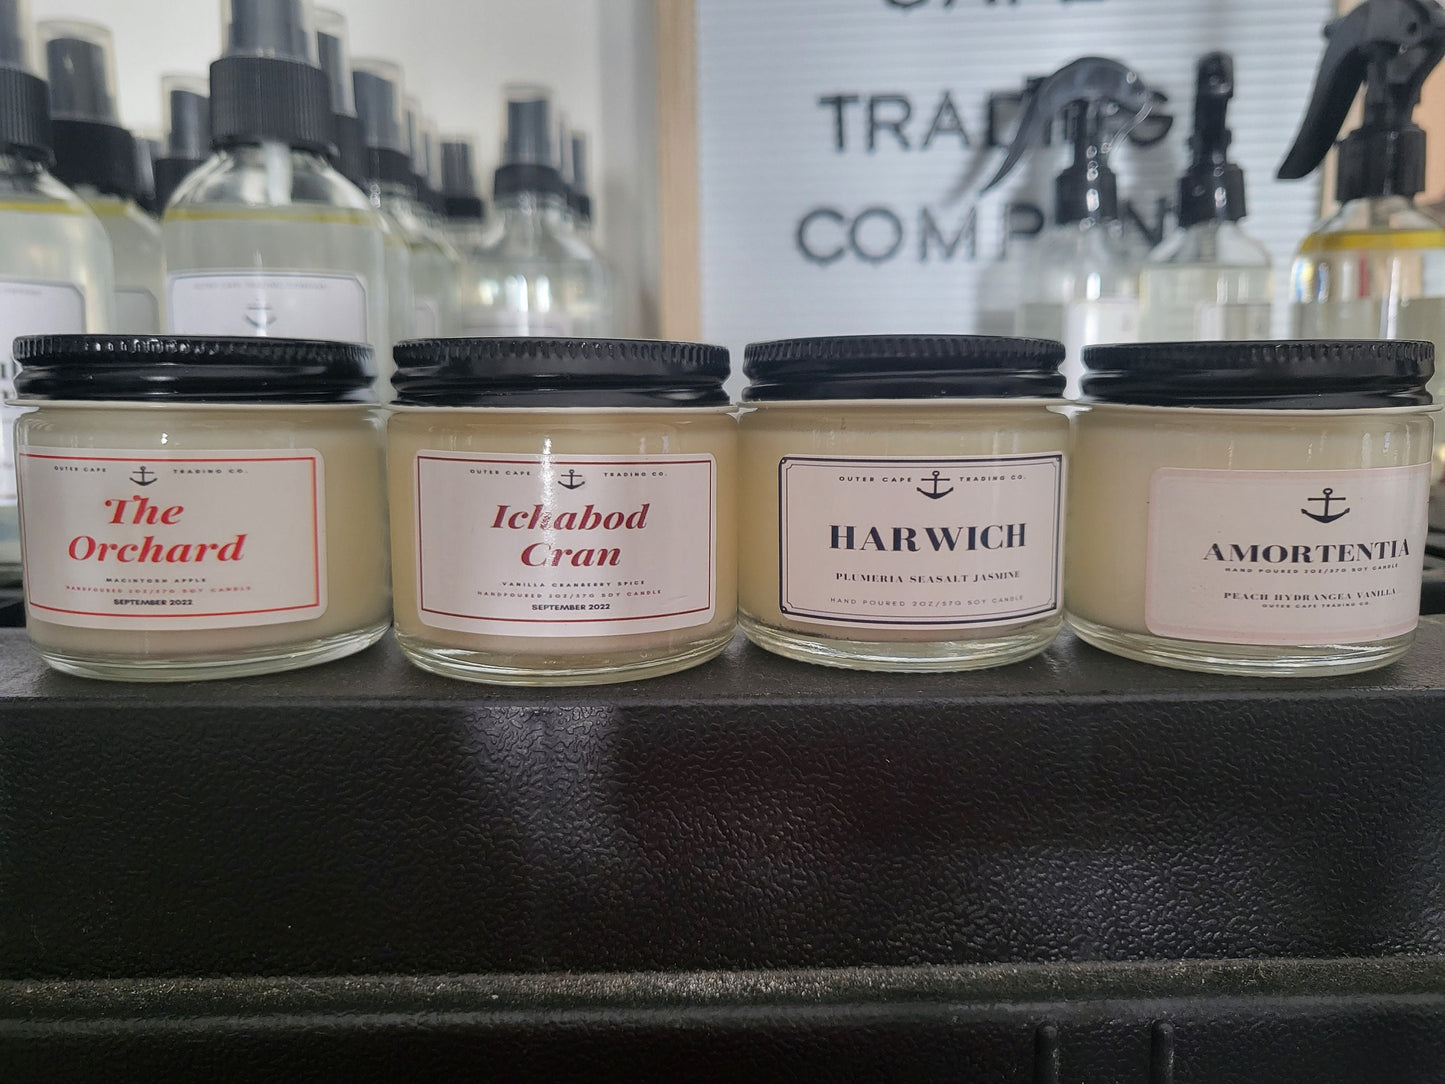 CAPE
TRADING
COMPANY
OUTER CAPE TRADING CO.
The
Orchard
MACINTOSH APPLE
HANDPOURED 2OZ/57G SOY CANDLE
SEPTEMBER 2022
OUTER CAPE TRADING CO.
Ichabod
Cran
VANILLA CRANBERRY SPICE
HANDPOURED 2OZ/57G SOY CANDLE
SEPTEMBER 2022
OUTER CAPE TRADING CO.
HARWICH
PLUMERIA SEASALT JASMINE
HAND POURED 2OZ/57G SOY CANDLE
AMORTENTIA
HAND POURED 2OZ/57G SOY CANDLE
PEACH HYDRANGEA VANILLA
OUTER CAPE TRADING CO.